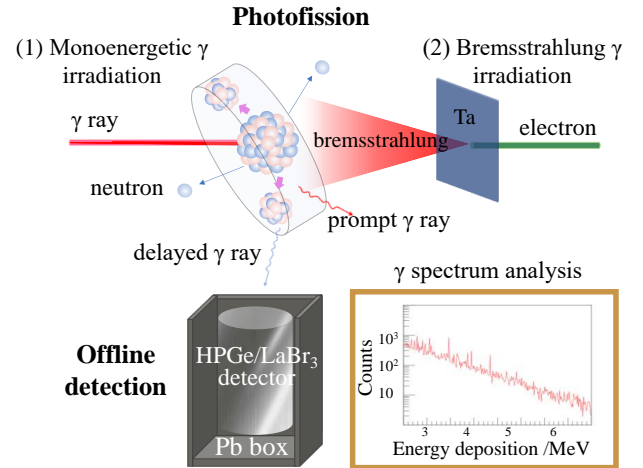 Photofission
(1) Monoenergetic γ
irradiation
(2) Bremsstrahlung γ
irradiation
γ ray
Ta
electron
bremsstrahlung
neutron
prompt γ ray
delayed γ ray
γ spectrum analysis
Offline
detection
HPGe/LaBr₃
detector
Pb box
Counts
10³
10²
10
3 4 5 6
Energy deposition /MeV